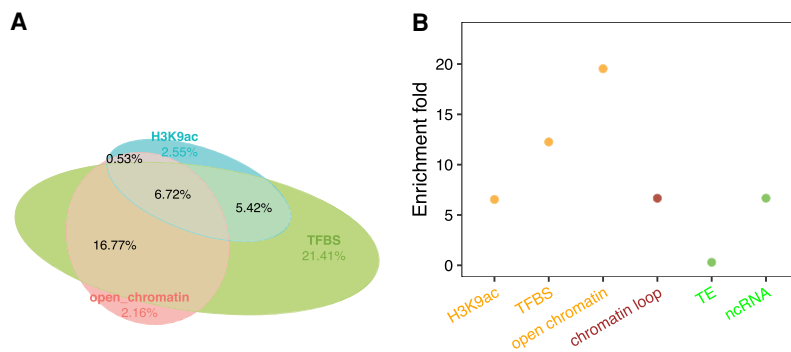 A
H3K9ac
2.55%
0.53%
6.72%
5.42%
16.77%
TFBS
21.41%
open_chromatin
2.16%
B
Enrichment fold
20
15
10
5
0
H3K9ac
TFBS
open chromatin
chromatin loop
TE
ncRNA